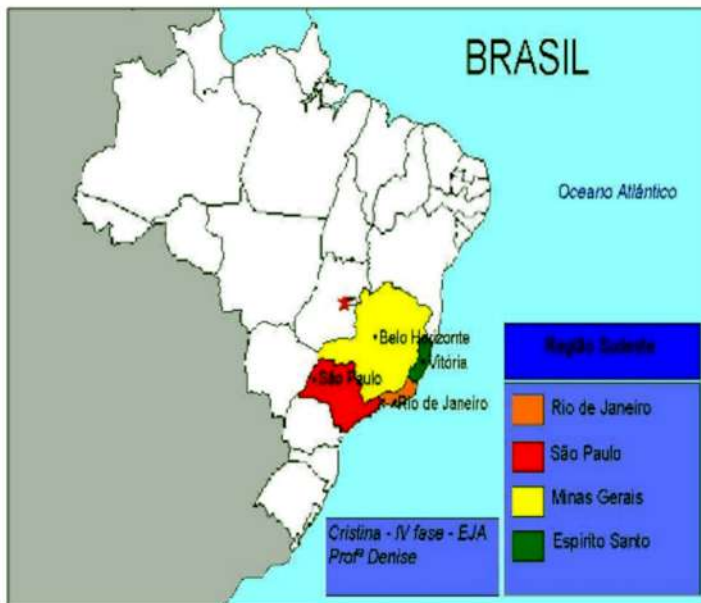 BRASIL
Oceano Atlântico
Belo Horizonte
Vitória
São Paulo
Rio de Janeiro
Região Sudeste
Rio de Janeiro
São Paulo
Minas Gerais
Espírito Santo
Cristina - IV fase - EJA
Profª Denise